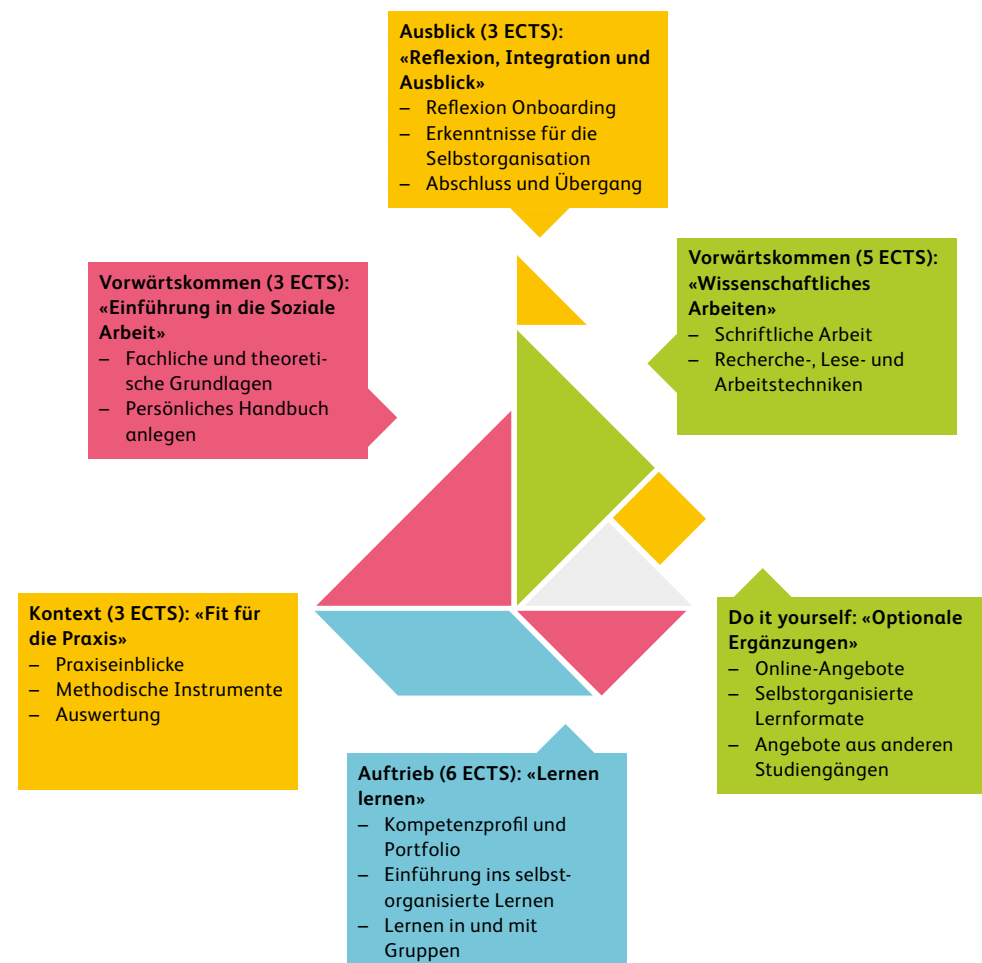 Ausblick (3 ECTS):
«Reflexion, Integration und
Ausblick»
– Reflexion Onboarding
– Erkenntnisse für die
Selbstorganisation
– Abschluss und Übergang
Vorwärtskommen (3 ECTS):
«Einführung in die Soziale
Arbeit»
– Fachliche und theoreti-
sche Grundlagen
– Persönliches Handbuch
anlegen
Vorwärtskommen (5 ECTS):
«Wissenschaftliches
Arbeiten»
– Schriftliche Arbeit
– Recherche-, Lese- und
Arbeitstechniken
Kontext (3 ECTS): «Fit für
die Praxis»
– Praxiseinblicke
– Methodische Instrumente
– Auswertung
Do it yourself: «Optionale
Ergänzungen»
– Online-Angebote
– Selbstorganisierte
Lernformate
– Angebote aus anderen
Studiengängen
Auftrieb (6 ECTS): «Lernen
lernen»
– Kompetenzprofil und
Portfolio
– Einführung ins selbst-
organisierte Lernen
– Lernen in und mit
Gruppen